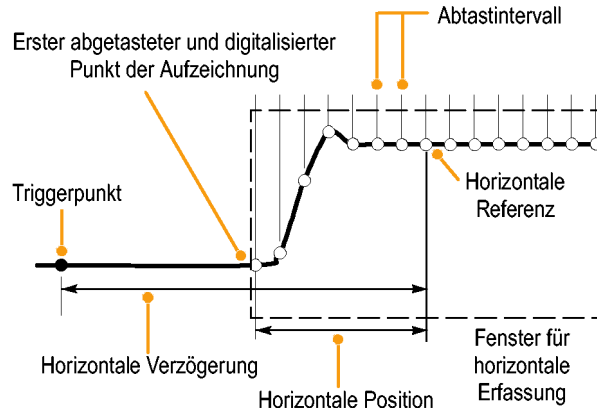 Abtastintervall
Erster abgetasteter und digitalisierter
Punkt der Aufzeichnung
Triggerpunkt
Horizontale
Referenz
Horizontale Verzögerung
Horizontale Position
Fenster für
horizontale
Erfassung